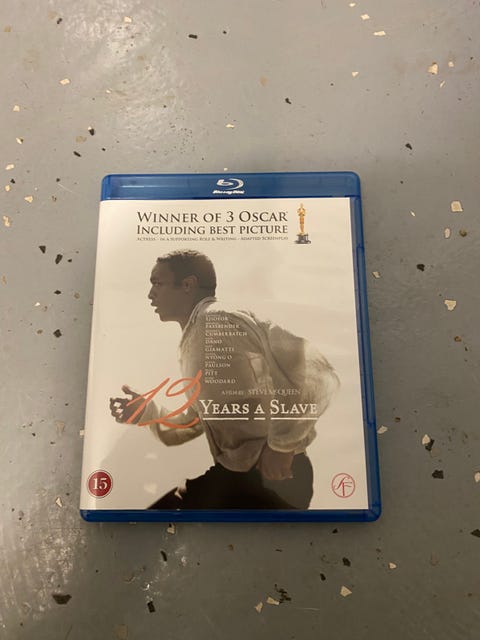 Blu-ray Disc
WINNER OF 3 OSCAR®
INCLUDING BEST PICTURE
ACTRESS - IN A SUPPORTING ROLE & WRITING - ADAPTED SCREENPLAY
EJIOFOR
FASSBENDER
CUMBERBATCH
DANO
GIAMATTI
NYONG'O
PAULSON
PITT
WOODARD
A FILM BY STEVE MCQUEEN
12 YEARS A SLAVE
15
SF